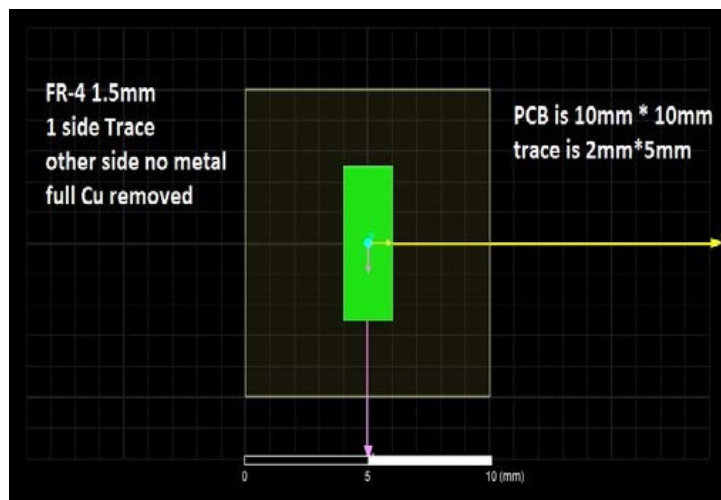 FR-4 1.5mm
1 side Trace
other side no metal
full Cu removed
PCB is 10mm * 10mm
trace is 2mm*5mm
0 5 10 (mm)